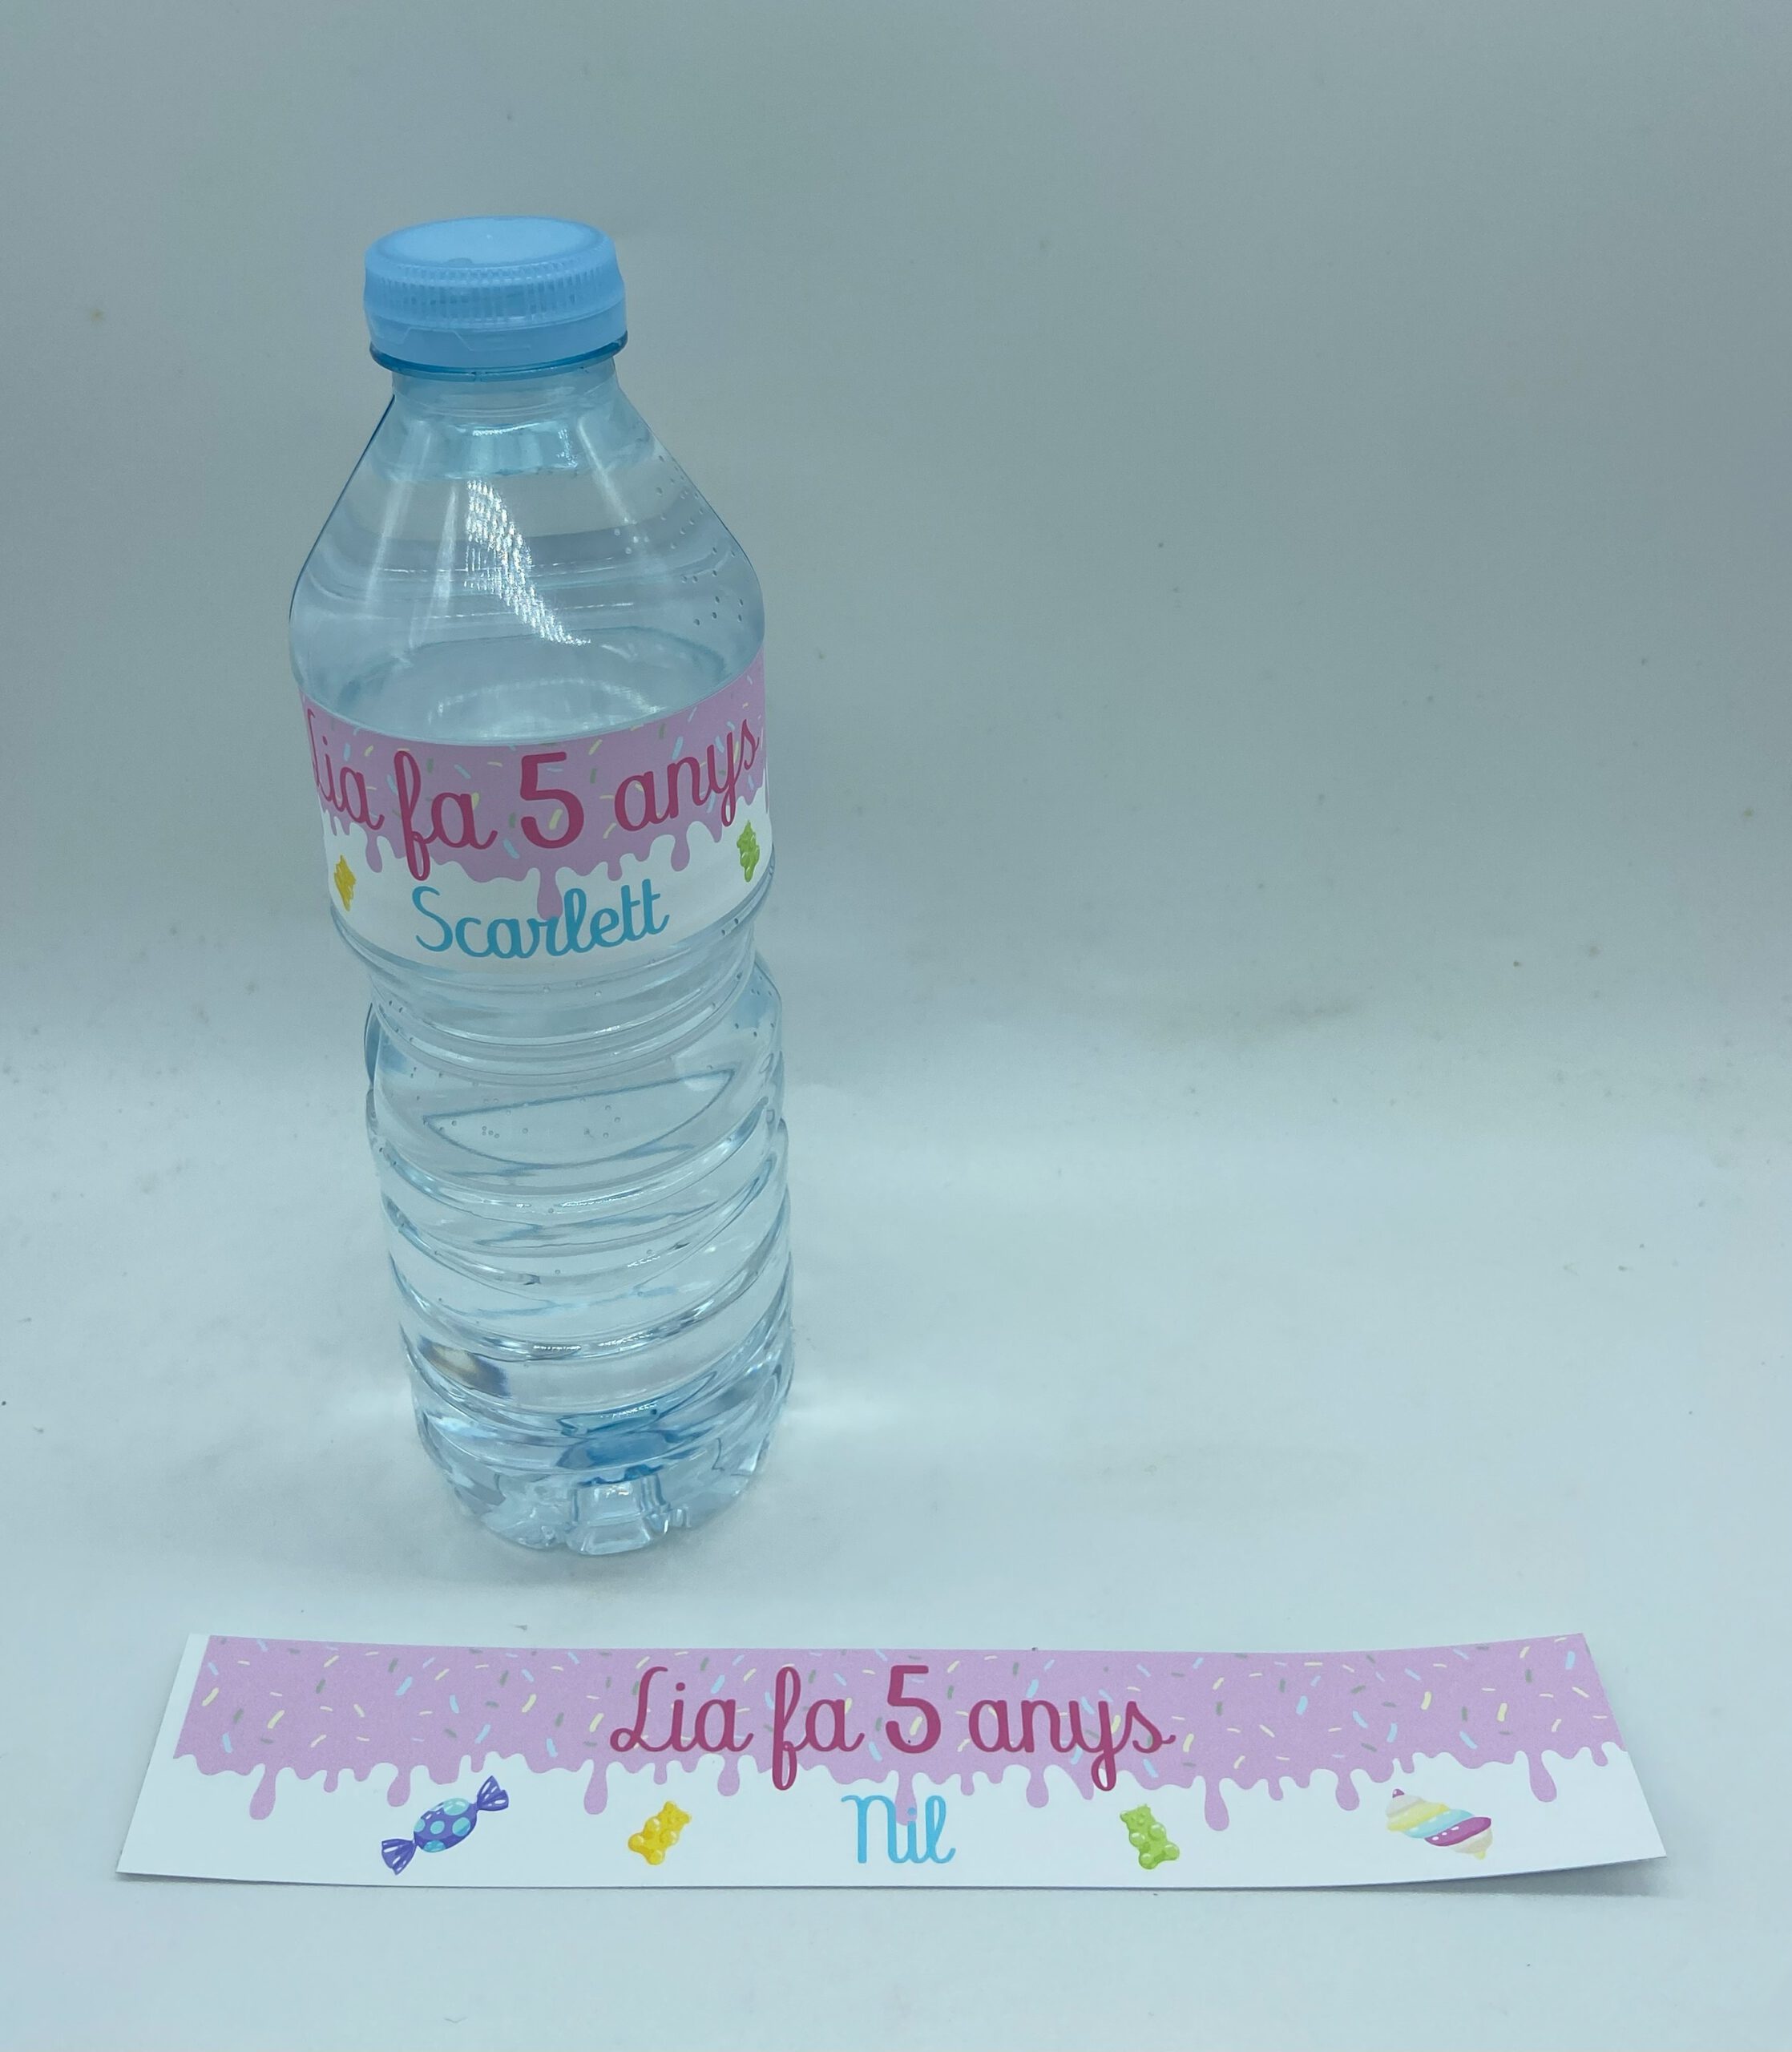 Lia fa 5 anys
Scarlett
Lia fa 5 anys
Nil